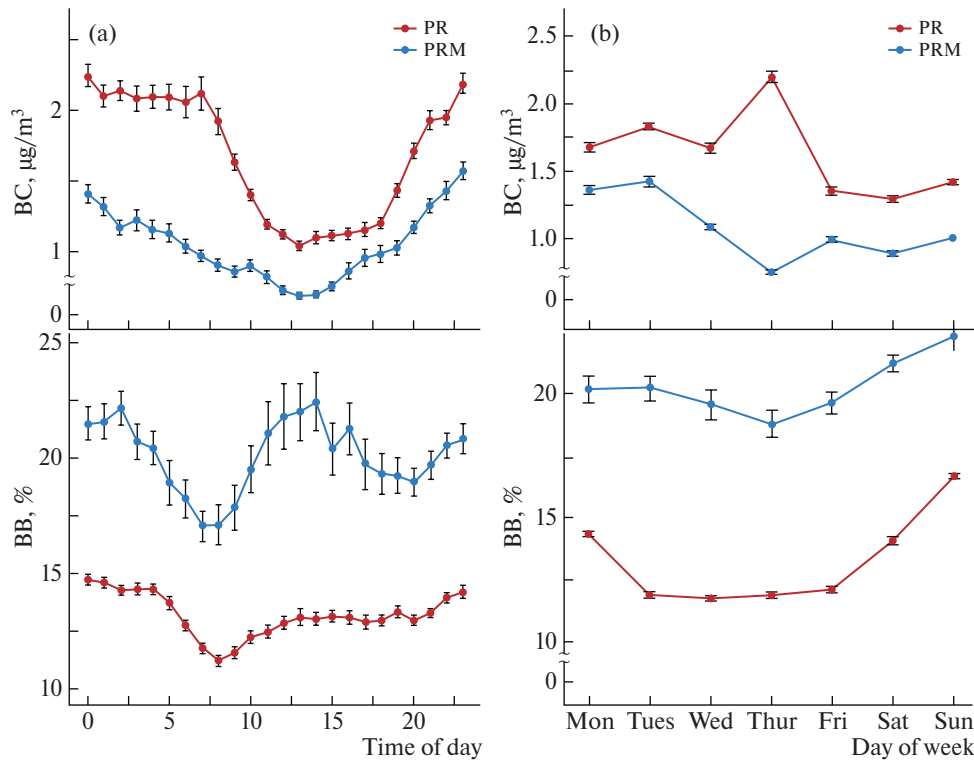 (a)
PR
PRM
BC, μg/m³
2
1
0
≈
(b)
PR
PRM
BC, μg/m³
2.5
2.0
1.5
1.0
0
≈
BB, %
25
20
15
10
0 5 10 15 20
Time of day
BB, %
20
15
10
0
≈
Mon Tues Wed Thur Fri Sat Sun
Day of week